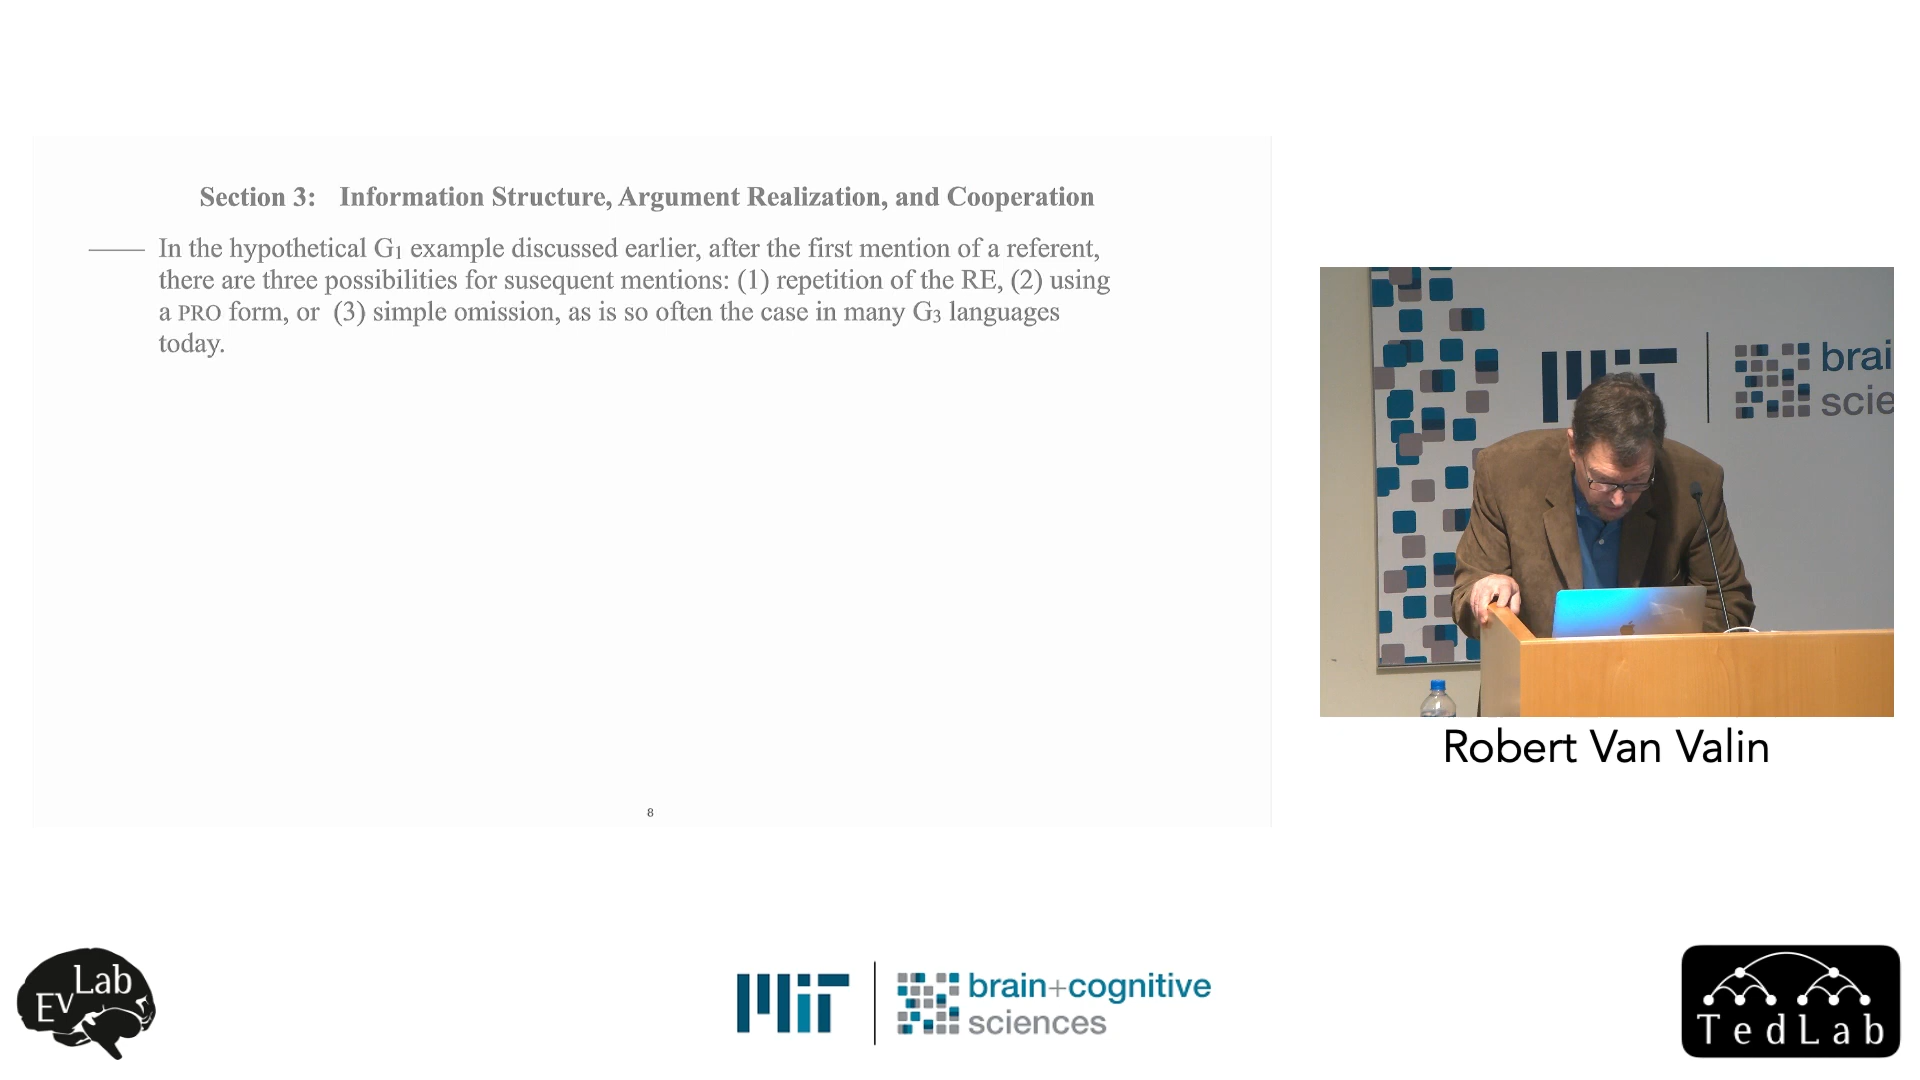 Section 3: Information Structure, Argument Realization, and Cooperation
In the hypothetical G1 example discussed earlier, after the first mention of a referent,
there are three possibilities for susequent mentions: (1) repetition of the RE, (2) using
a PRO form, or (3) simple omission, as is so often the case in many G3 languages
today.
8
MIT
brai
scie
Robert Van Valin
EV Lab
MIT
brain+cognitive
sciences
TedLab